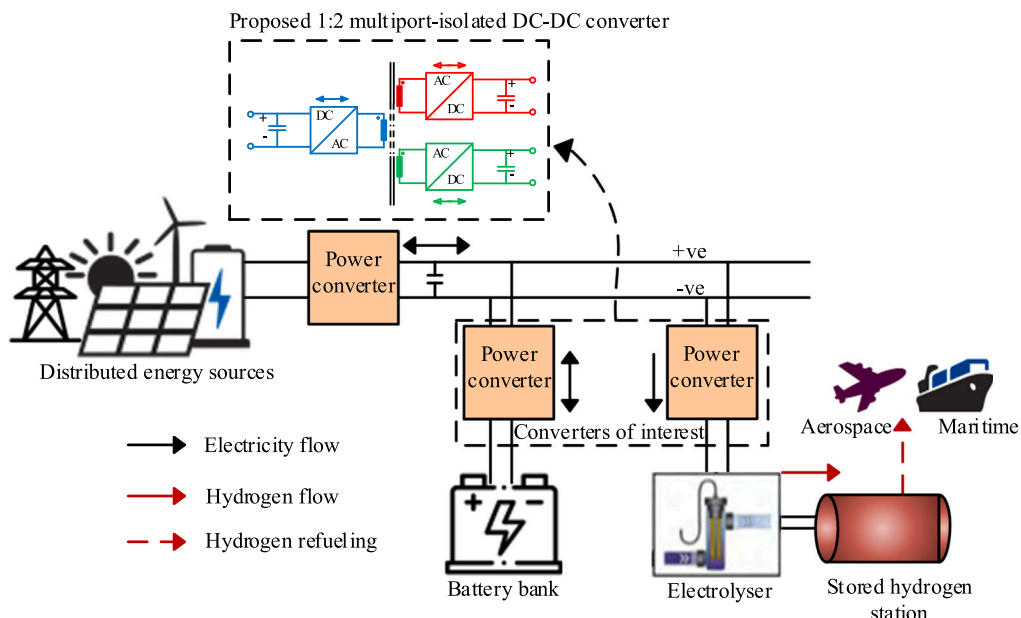 Proposed 1:2 multiport-isolated DC-DC converter
AC
DC
+
-
+
-
DC
AC
AC
DC
+
-
Power
converter
+ve
-ve
Power
converter
Power
converter
Distributed energy sources
Converters of interest
Aerospace
Maritime
Electricity flow
Hydrogen flow
Hydrogen refueling
+ -
Battery bank
Electrolyser
Stored hydrogen
station